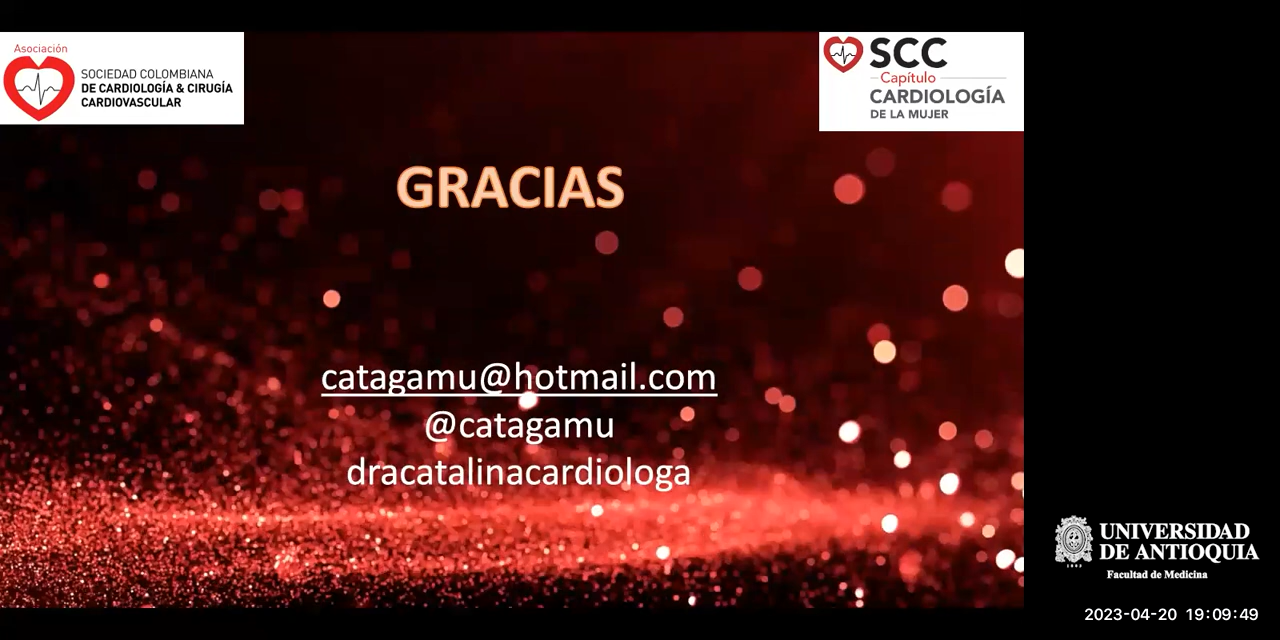 Asociación
SOCIEDAD COLOMBIANA
DE CARDIOLOGÍA & CIRUGÍA
CARDIOVASCULAR
SCC
Capítulo
CARDIOLOGÍA
DE LA MUJER
GRACIAS
catagamu@hotmail.com
@catagamu
dracatalinacardiologa
UNIVERSIDAD
DE ANTIOQUIA
1803
Facultad de Medicina
2023-04-20 19:09:49